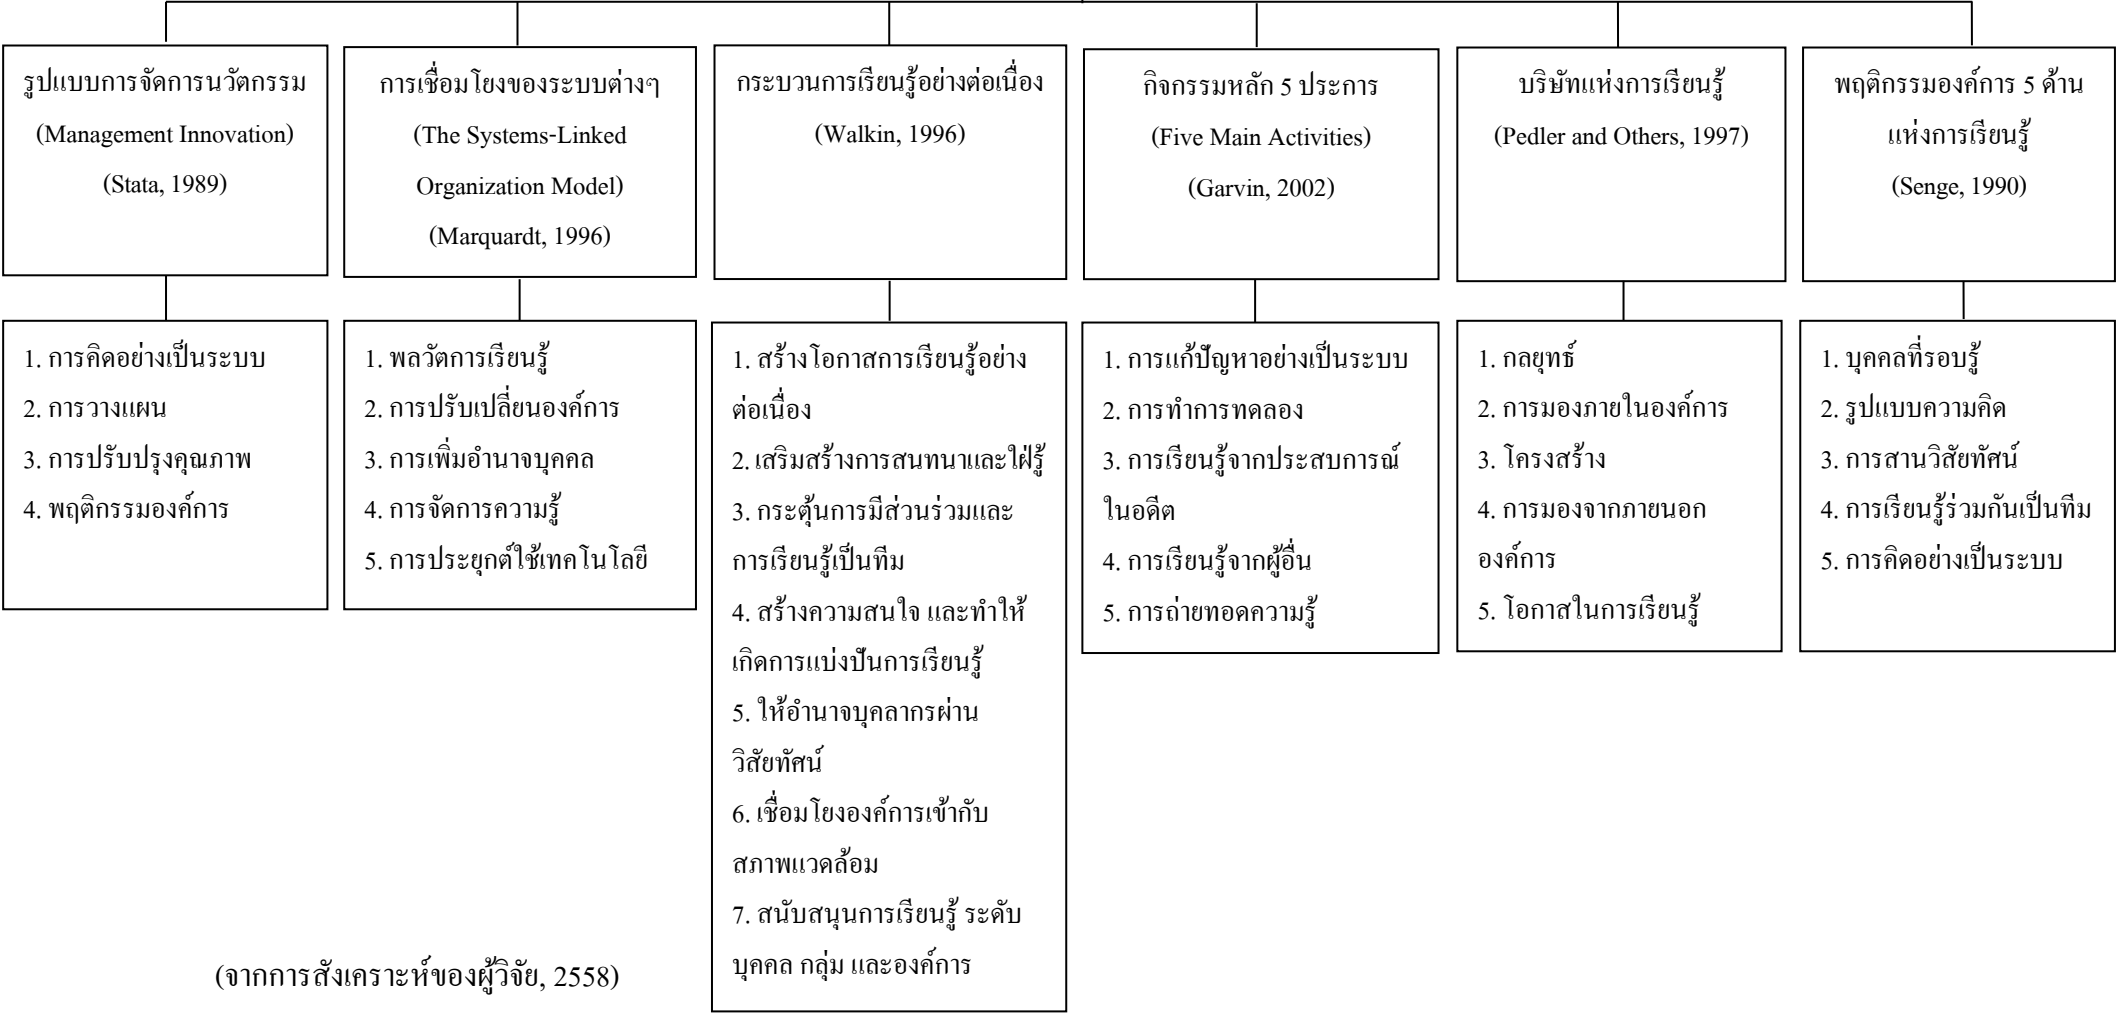 รูปแบบการจัดการนวัตกรรม
(Management Innovation)
(Stata, 1989)
การเชื่อมโยงของระบบต่างๆ
(The Systems-Linked
Organization Model)
(Marquardt, 1996)
กระบวนการเรียนรู้อย่างต่อเนื่อง
(Walkin, 1996)
กิจกรรมหลัก 5 ประการ
(Five Main Activities)
(Garvin, 2002)
บริษัทแห่งการเรียนรู้
(Pedler and Others, 1997)
พฤติกรรมองค์การ 5 ด้าน
แห่งการเรียนรู้
(Senge, 1990)
1. การคิดอย่างเป็นระบบ
2. การวางแผน
3. การปรับปรุงคุณภาพ
4. พฤติกรรมองค์การ
1. พลวัตการเรียนรู้
2. การปรับเปลี่ยนองค์การ
3. การเพิ่มอำนาจบุคคล
4. การจัดการความรู้
5. การประยุกต์ใช้เทคโนโลยี
1. สร้างโอกาสการเรียนรู้อย่าง
ต่อเนื่อง
2. เสริมสร้างการสนทนาและใฝ่รู้
3. กระตุ้นการมีส่วนร่วมและ
การเรียนรู้เป็นทีม
4. สร้างความสนใจ และทำให้
เกิดการแบ่งปันการเรียนรู้
5. ให้อำนาจบุคลากรผ่าน
วิสัยทัศน์
6. เชื่อมโยงองค์การเข้ากับ
สภาพแวดล้อม
7. สนับสนุนการเรียนรู้ ระดับ
บุคคล กลุ่ม และองค์การ
1. การแก้ปัญหาอย่างเป็นระบบ
2. การทำการทดลอง
3. การเรียนรู้จากประสบการณ์
ในอดีต
4. การเรียนรู้จากผู้อื่น
5. การถ่ายทอดความรู้
1. กลยุทธ์
2. การมองภายในองค์การ
3. โครงสร้าง
4. การมองจากภายนอก
องค์การ
5. โอกาสในการเรียนรู้
1. บุคคลที่รอบรู้
2. รูปแบบความคิด
3. การสานวิสัยทัศน์
4. การเรียนรู้ร่วมกันเป็นทีม
5. การคิดอย่างเป็นระบบ
(จากการสังเคราะห์ของผู้วิจัย, 2558)